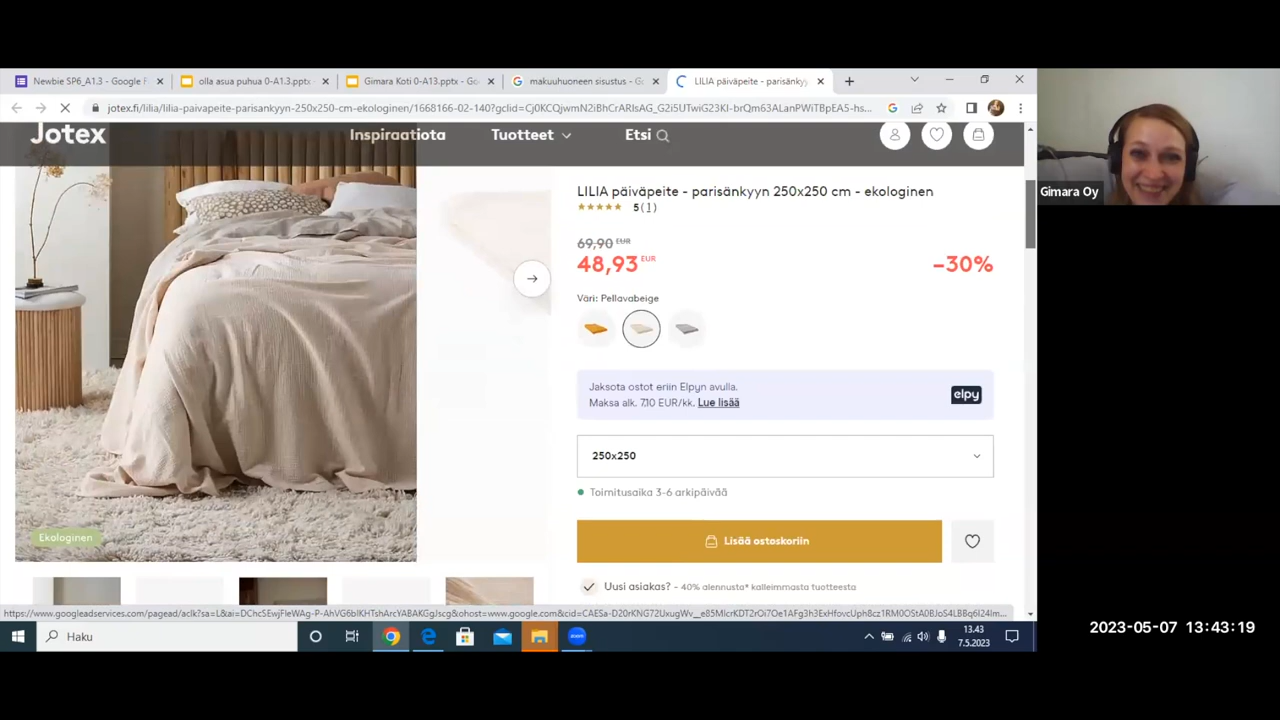 Newbie SP6_A1.3 - Google F
olla asua puhua 0-A1.3.pptx - Go
Gimara Koti 0-A13.pptx - Goo
makuuhuoneen sisustus - Go
LILIA päiväpeite - parisänkyy
jotex.fi/lilia/lilia-paivapeite-parisankyyn-250x250-cm-ekologinen/1668166-02-140?gclid=Cj0KCQjwmN2iBhCrARIsAG_G2i5UTwiG23KI-brQm63ALanPWiTBpEA5-hs...
Jotex
Inspiraatiota
Tuotteet
Etsi
Gimara Oy
LILIA päiväpeite - parisänkyyn 250x250 cm - ekologinen
5 (1)
69,90 EUR
48,93 EUR
-30%
Väri: Pellavabeige
Jaksota ostot eriin Elpyn avulla.
Maksa alk. 7.10 EUR/kk. Lue lisää
elpy
250x250
Toimitusaika 3-6 arkipäivää
Ekologinen
Lisää ostoskoriin
Uusi asiakas? - 40% alennusta* kalleimmasta tuotteesta
Haku
zoom
13.43
7.5.2023
2023-05-07 13:43:19